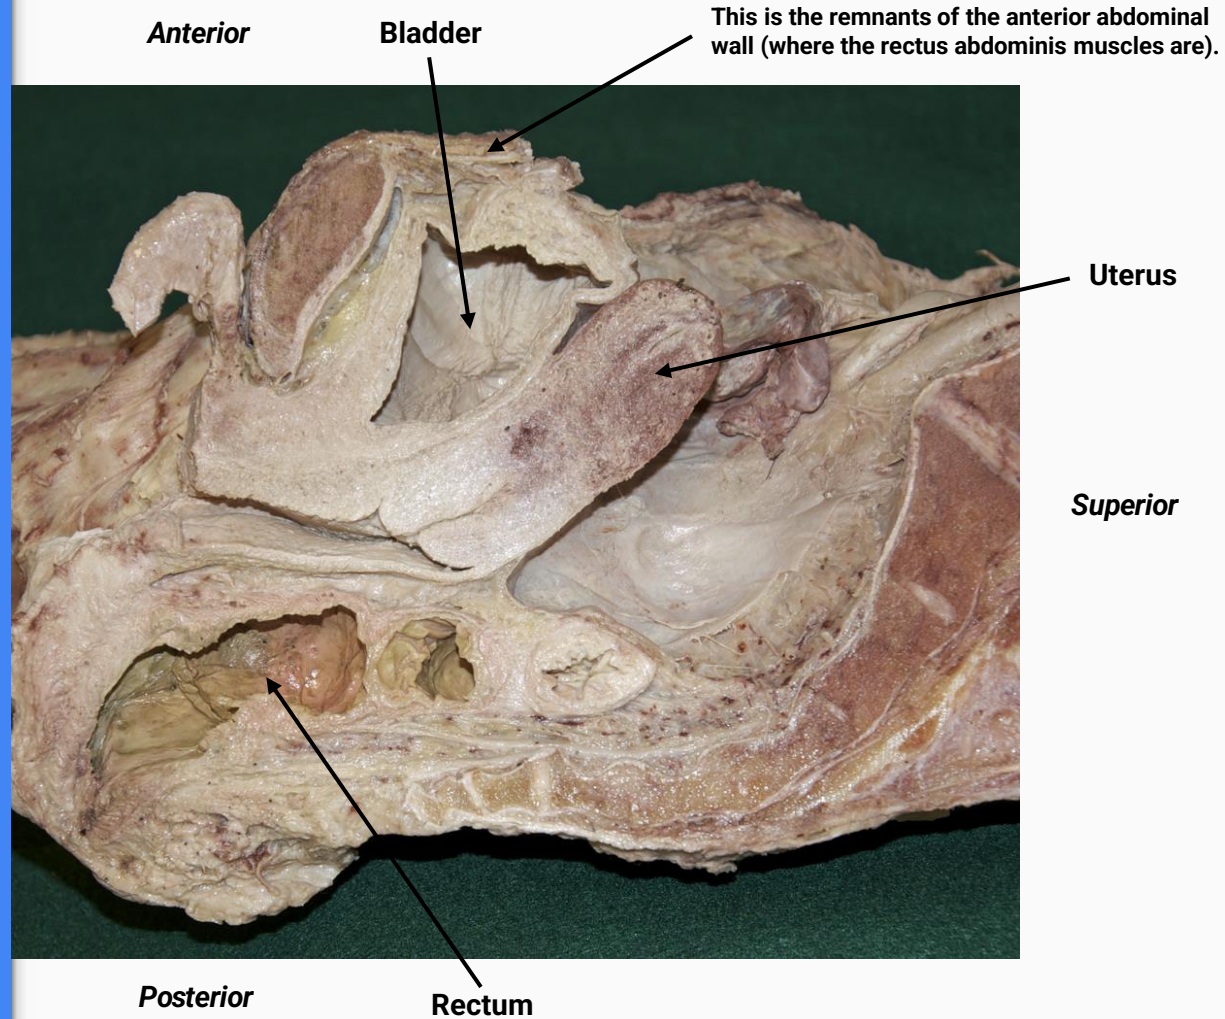 Anterior
Bladder
This is the remnants of the anterior abdominal
wall (where the rectus abdominis muscles are).
Uterus
Superior
Posterior
Rectum